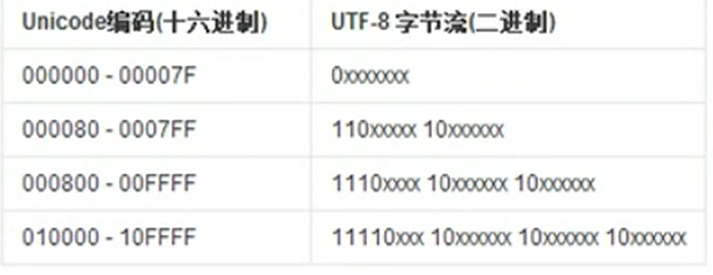 Unicode编码(十六进制) UTF-8 字节流(二进制)
000000 - 00007F 0xxxxxxx
000080 - 0007FF 110xxxxx 10xxxxxx
000800 - 00FFFF 1110xxxx 10xxxxxx 10xxxxxx
010000 - 10FFFF 11110xxx 10xxxxxx 10xxxxxx 10xxxxxx